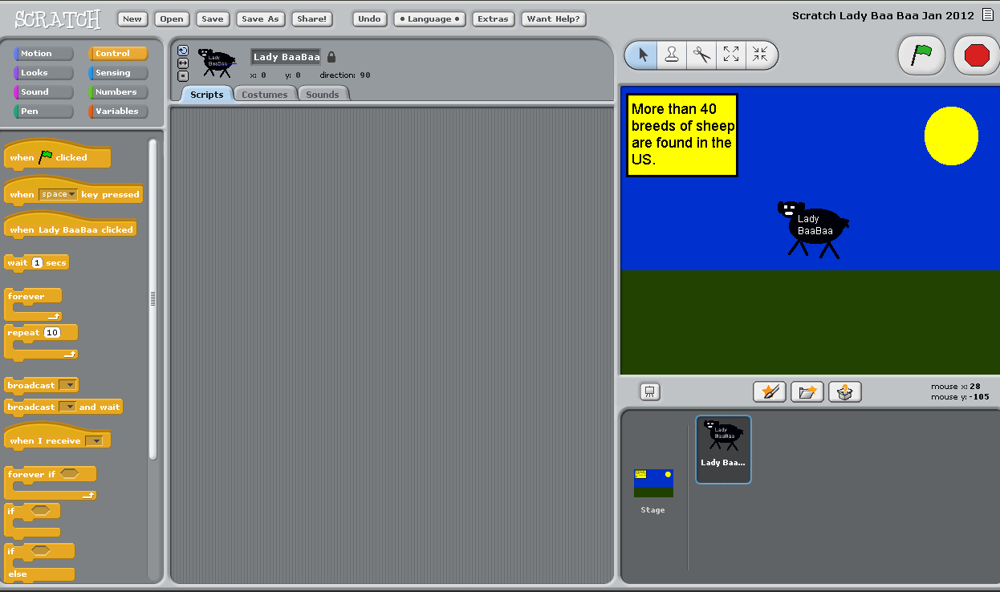 SCRATCH
New Open Save Save As Share! Undo • Language • Extras Want Help?
Scratch Lady Baa Baa Jan 2012
Motion Control
Looks Sensing
Sound Numbers
Pen Variables
when clicked
when space key pressed
when Lady BaaBaa clicked
wait 1 secs
forever
repeat 10
broadcast
broadcast and wait
when I receive
forever if
if
if
else
Lady
BaaBaa
Lady BaaBaa
x: 0 y: 0 direction: 90
Scripts Costumes Sounds
More than 40
breeds of sheep
are found in the
US.
Lady
BaaBaa
mouse x: 28
mouse y: -105
Lady
BaaBaa
Lady Baa...
Stage